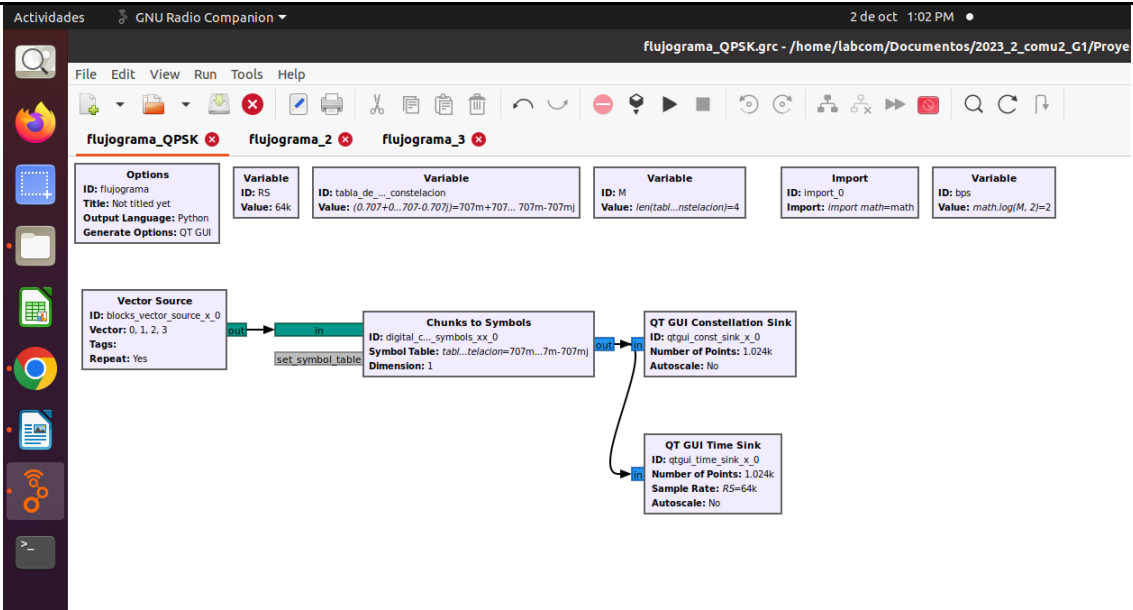 Actividades GNU Radio Companion 2 de oct 1:02 PM
flujograma_QPSK.grc - /home/labcom/Documentos/2023_2_comu2_G1/Proye
File Edit View Run Tools Help
flujograma_QPSK flujograma_2 flujograma_3
Options
ID: flujograma
Title: Not titled yet
Output Language: Python
Generate Options: QT GUI
Variable
ID: RS
Value: 64k
Variable
ID: tabla_de_..._constelacion
Value: (0.707+0...707-0.707j)=707m+707... 707m-707mj
Variable
ID: M
Value: len(tabl...nstelacion)=4
Import
ID: import_0
Import: import math=math
Variable
ID: bps
Value: math.log(M, 2)=2
Vector Source
ID: blocks_vector_source_x_0
Vector: 0, 1, 2, 3
Tags:
Repeat: Yes
out
in
set_symbol_table
Chunks to Symbols
ID: digital_c..._symbols_xx_0
Symbol Table: tabl...telacion=707m...7m-707mj
Dimension: 1
out
in
QT GUI Constellation Sink
ID: qtgui_const_sink_x_0
Number of Points: 1.024k
Autoscale: No
in
QT GUI Time Sink
ID: qtgui_time_sink_x_0
Number of Points: 1.024k
Sample Rate: RS=64k
Autoscale: No